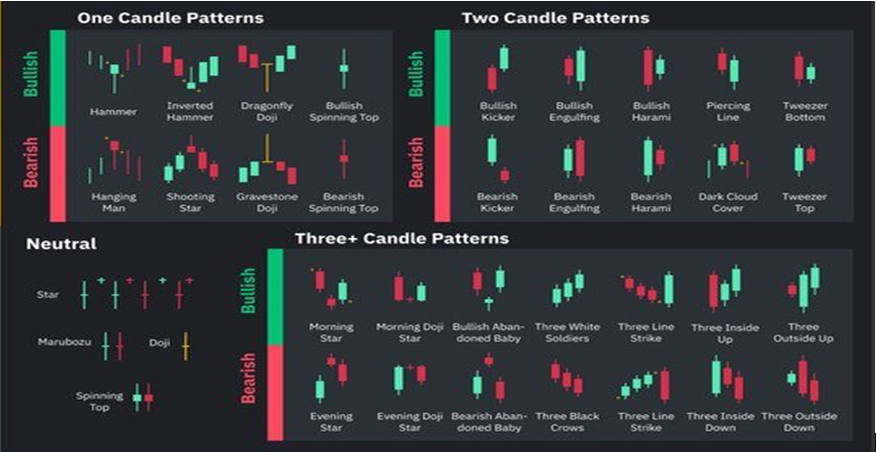 One Candle Patterns
Bullish
Hammer
Inverted
Hammer
Dragonfly
Doji
Bullish
Spinning Top
Bearish
Hanging
Man
Shooting
Star
Gravestone
Doji
Bearish
Spinning Top
Two Candle Patterns
Bullish
Bullish
Kicker
Bullish
Engulfing
Bullish
Harami
Piercing
Line
Tweezer
Bottom
Bearish
Bearish
Kicker
Bearish
Engulfing
Bearish
Harami
Dark Cloud
Cover
Tweezer
Top
Neutral
Star
Marubozu
Doji
Spinning
Top
Three+ Candle Patterns
Bullish
Morning
Star
Morning Doji
Star
Bullish Aban-
doned Baby
Three White
Soldiers
Three Line
Strike
Three Inside
Up
Three
Outside Up
Bearish
Evening
Star
Evening Doji
Star
Bearish Aban-
doned Baby
Three Black
Crows
Three Line
Strike
Three Inside
Down
Three Outside
Down